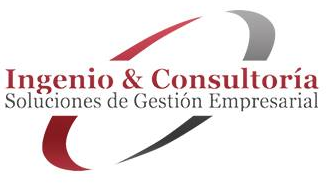 Ingenio & Consultoría
Soluciones de Gestión Empresarial